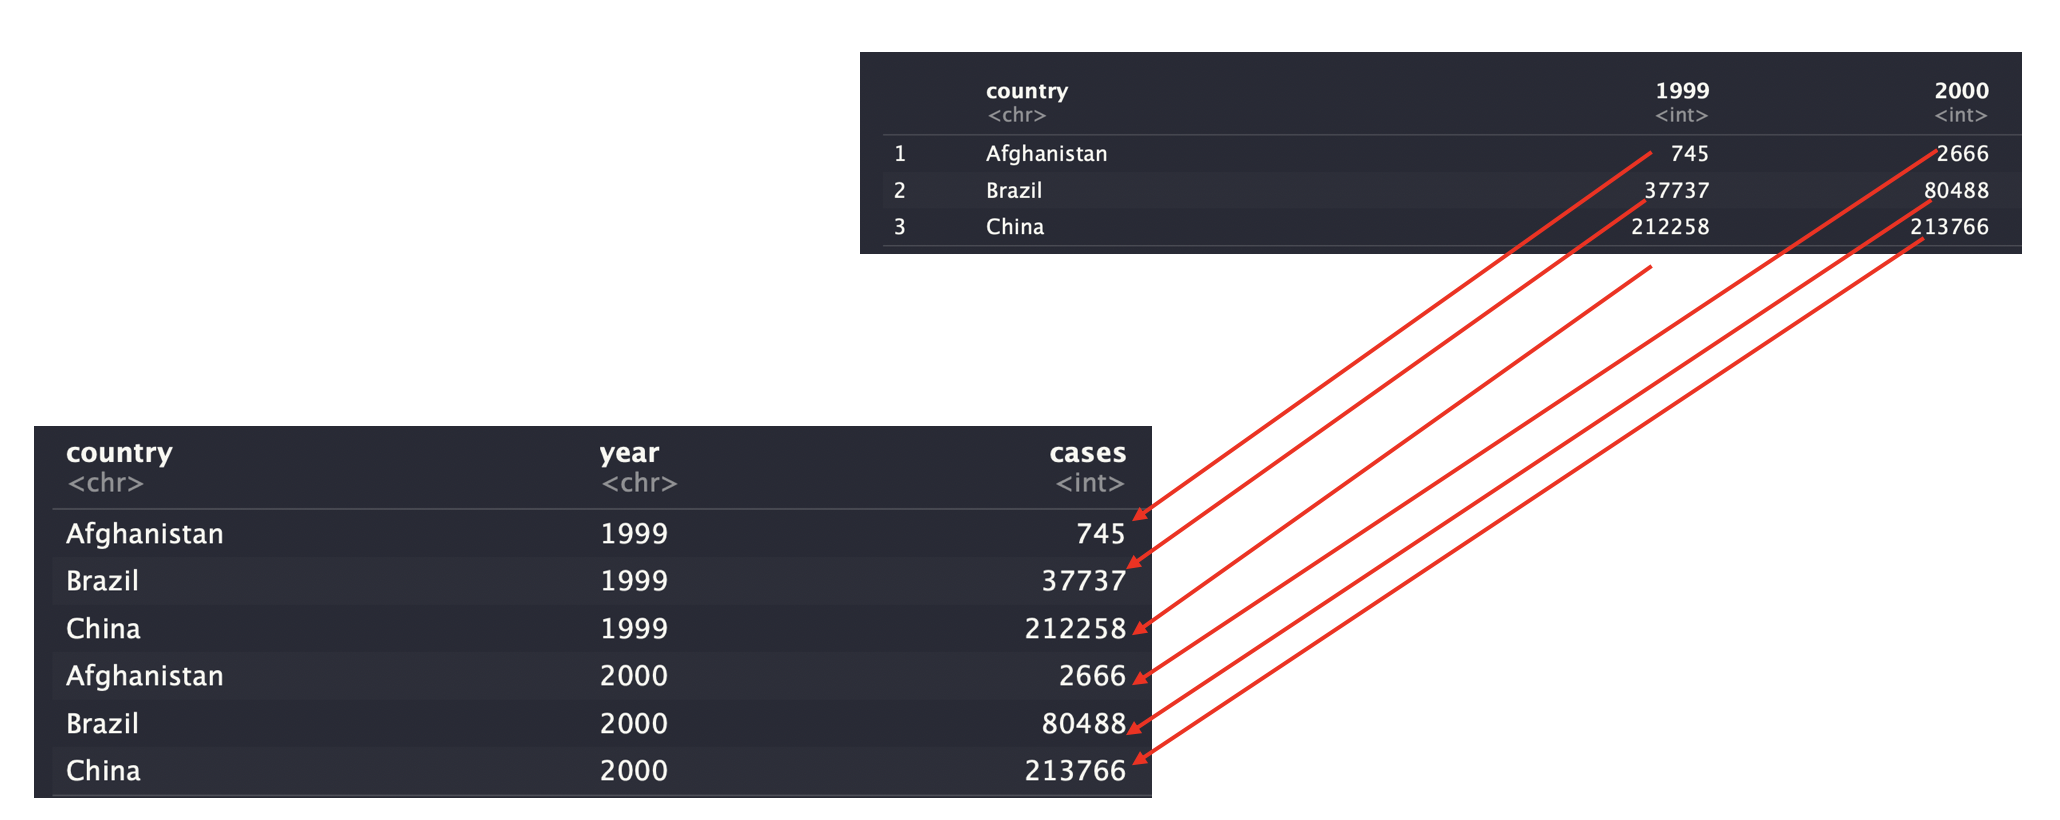 country 1999 2000
<chr> <int> <int>
1 Afghanistan 745 2666
2 Brazil 37737 80488
3 China 212258 213766
country year cases
<chr> <chr> <int>
Afghanistan 1999 745
Brazil 1999 37737
China 1999 212258
Afghanistan 2000 2666
Brazil 2000 80488
China 2000 213766